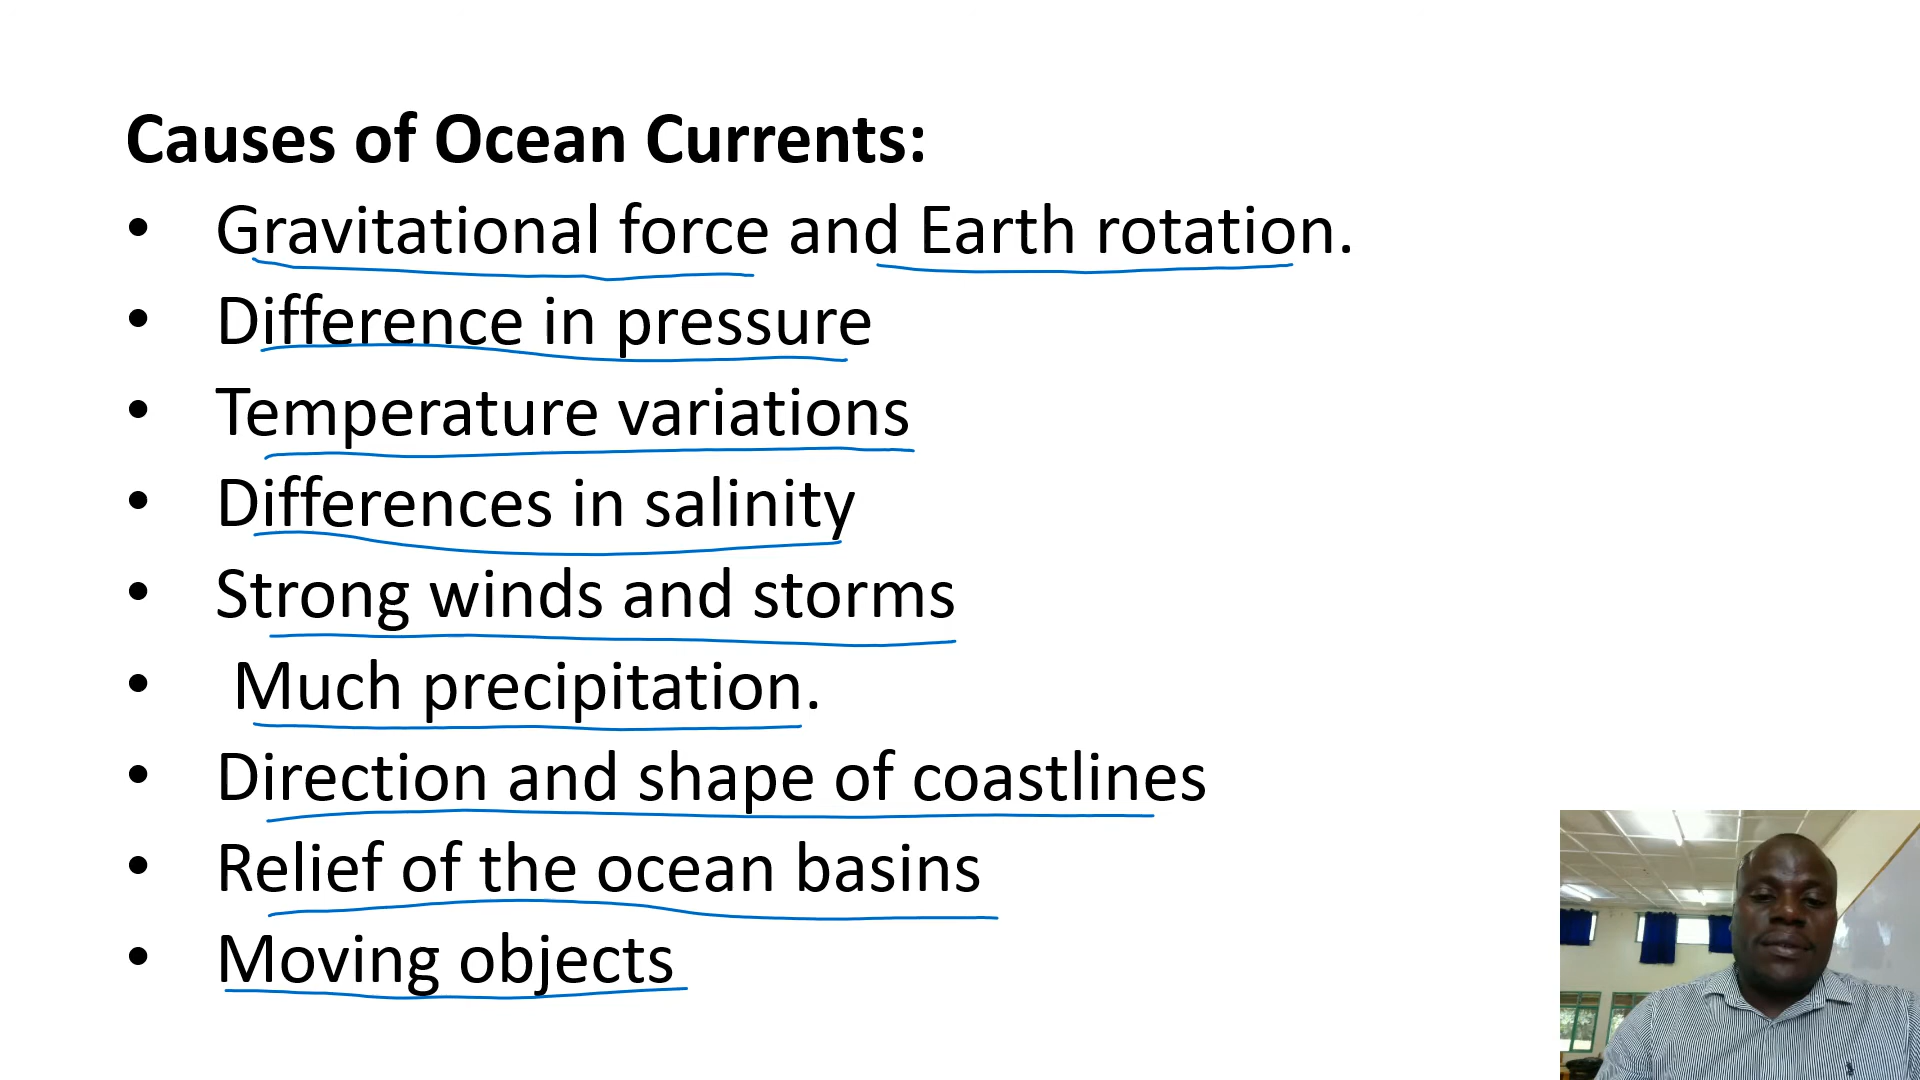 Causes of Ocean Currents:
• Gravitational force and Earth rotation.
• Difference in pressure
• Temperature variations
• Differences in salinity
• Strong winds and storms
• Much precipitation.
• Direction and shape of coastlines
• Relief of the ocean basins
• Moving objects